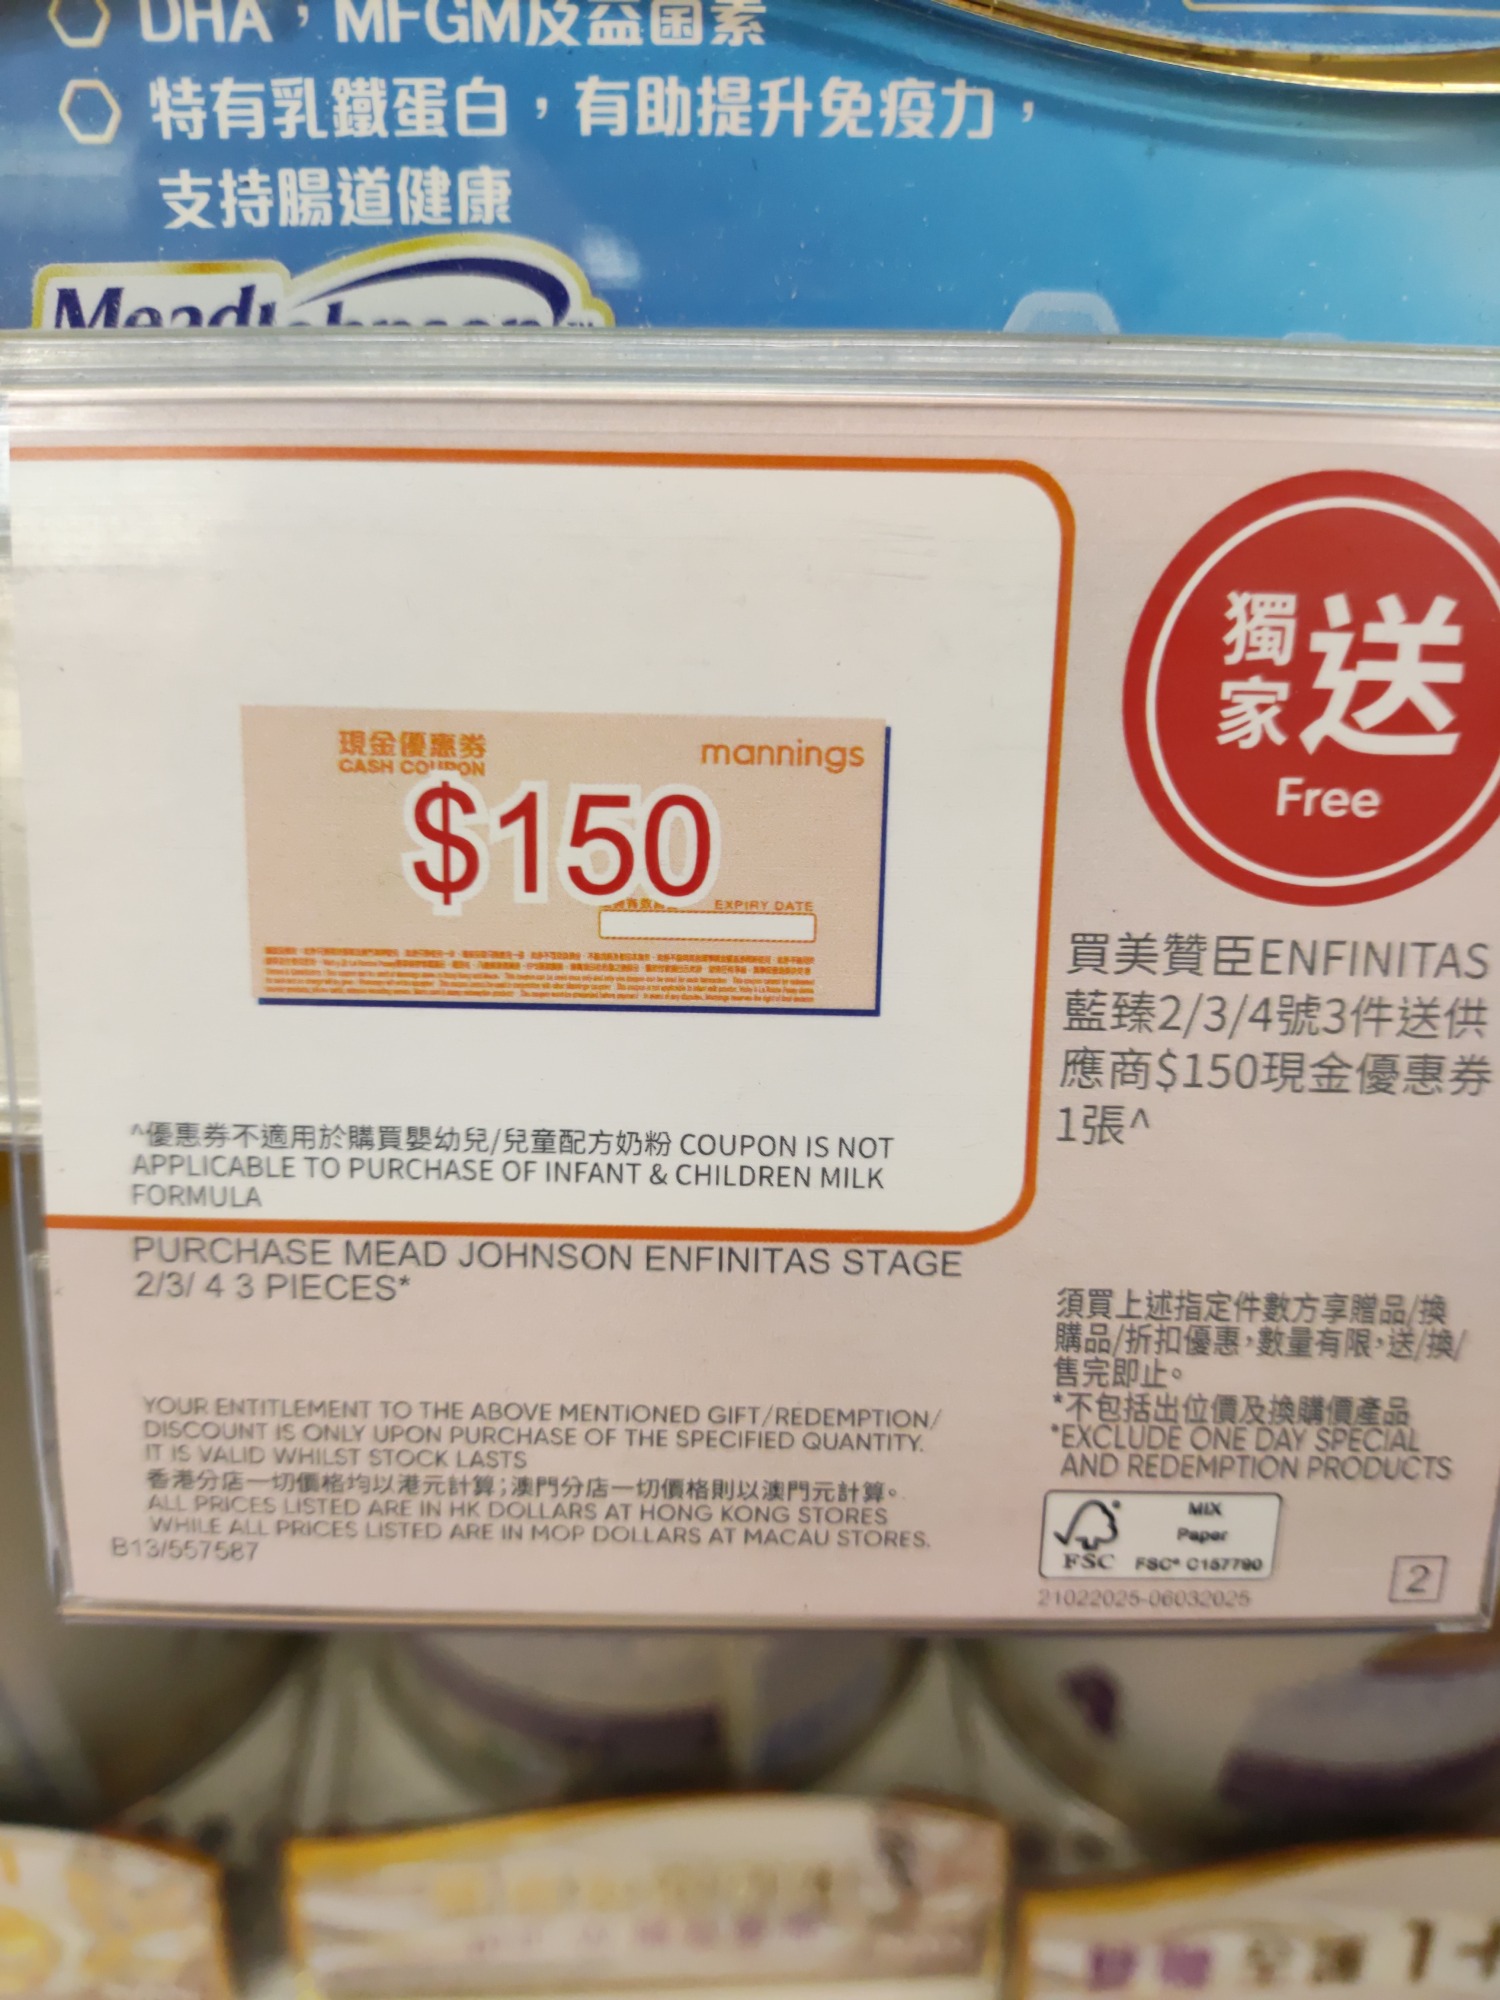 DHA，MFGM及益菌素
特有乳鐵蛋白，有助提升免疫力，
支持腸道健康
MeadJohnson
現金優惠券
CASH COUPON
mannings
$150
EXPIRY DATE
獨家送
Free
買美贊臣ENFINITAS
藍臻2/3/4號3件送供
應商$150現金優惠券
1張^
^優惠券不適用於購買嬰幼兒/兒童配方奶粉 COUPON IS NOT
APPLICABLE TO PURCHASE OF INFANT & CHILDREN MILK
FORMULA
PURCHASE MEAD JOHNSON ENFINITAS STAGE
2/3/ 4 3 PIECES*
須買上述指定件數方享贈品/換
購品/折扣優惠，數量有限，送/換/
售完即止。
*不包括出位價及換購價產品
*EXCLUDE ONE DAY SPECIAL
AND REDEMPTION PRODUCTS
YOUR ENTITLEMENT TO THE ABOVE MENTIONED GIFT/REDEMPTION/
DISCOUNT IS ONLY UPON PURCHASE OF THE SPECIFIED QUANTITY.
IT IS VALID WHILST STOCK LASTS
香港分店一切價格均以港元計算；澳門分店一切價格則以澳門元計算。
ALL PRICES LISTED ARE IN HK DOLLARS AT HONG KONG STORES
WHILE ALL PRICES LISTED ARE IN MOP DOLLARS AT MACAU STORES.
B13/557587
MIX
Paper
FSC
FSC® C157790
21022025-06032025
2